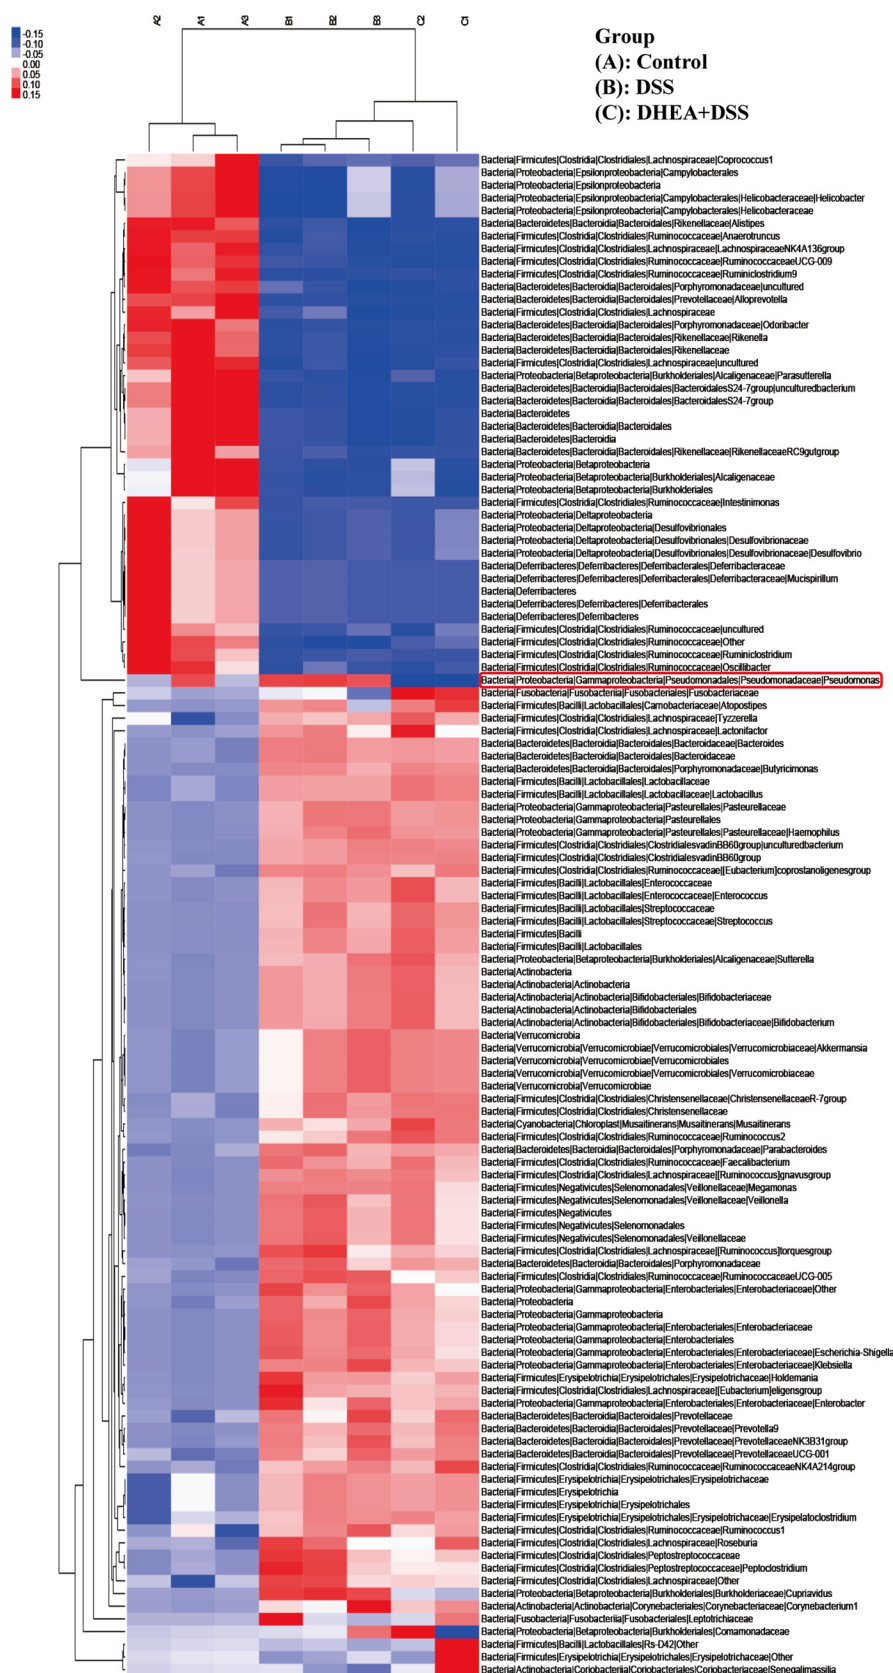 A2 A1 A3 B1 B2 B3 C2 C1
-0.15
-0.10
-0.05
0.00
0.05
0.10
0.15
Group
(A): Control
(B): DSS
(C): DHEA+DSS
Bacteria|Firmicutes|Clostridia|Clostridiales|Lachnospiraceae|Coprococcus1
Bacteria|Proteobacteria|Epsilonproteobacteria|Campylobacterales
Bacteria|Proteobacteria|Epsilonproteobacteria
Bacteria|Proteobacteria|Epsilonproteobacteria|Campylobacterales|Helicobacteraceae|Helicobacter
Bacteria|Proteobacteria|Epsilonproteobacteria|Campylobacterales|Helicobacteraceae
Bacteria|Bacteroidetes|Bacteroidia|Bacteroidales|Rikenellaceae|Alistipes
Bacteria|Firmicutes|Clostridia|Clostridiales|Ruminococcaceae|Anaerotruncus
Bacteria|Firmicutes|Clostridia|Clostridiales|Lachnospiraceae|LachnospiraceaeNK4A136group
Bacteria|Firmicutes|Clostridia|Clostridiales|Ruminococcaceae|RuminococcaceaeUCG-009
Bacteria|Firmicutes|Clostridia|Clostridiales|Ruminococcaceae|Ruminiclostridium9
Bacteria|Bacteroidetes|Bacteroidia|Bacteroidales|Porphyromonadaceae|uncultured
Bacteria|Bacteroidetes|Bacteroidia|Bacteroidales|Prevotellaceae|Alloprevotella
Bacteria|Firmicutes|Clostridia|Clostridiales|Lachnospiraceae
Bacteria|Bacteroidetes|Bacteroidia|Bacteroidales|Porphyromonadaceae|Odoribacter
Bacteria|Bacteroidetes|Bacteroidia|Bacteroidales|Rikenellaceae|Rikenella
Bacteria|Bacteroidetes|Bacteroidia|Bacteroidales|Rikenellaceae
Bacteria|Firmicutes|Clostridia|Clostridiales|Lachnospiraceae|uncultured
Bacteria|Proteobacteria|Betaproteobacteria|Burkholderiales|Alcaligenaceae|Parasutterella
Bacteria|Bacteroidetes|Bacteroidia|Bacteroidales|BacteroidalesS24-7group|unculturedbacterium
Bacteria|Bacteroidetes|Bacteroidia|Bacteroidales|BacteroidalesS24-7group
Bacteria|Bacteroidetes
Bacteria|Bacteroidetes|Bacteroidia|Bacteroidales
Bacteria|Bacteroidetes|Bacteroidia
Bacteria|Bacteroidetes|Bacteroidia|Bacteroidales|Rikenellaceae|RikenellaceaeRC9gutgroup
Bacteria|Proteobacteria|Betaproteobacteria
Bacteria|Proteobacteria|Betaproteobacteria|Burkholderiales|Alcaligenaceae
Bacteria|Proteobacteria|Betaproteobacteria|Burkholderiales
Bacteria|Firmicutes|Clostridia|Clostridiales|Ruminococcaceae|Intestinimonas
Bacteria|Proteobacteria|Deltaproteobacteria
Bacteria|Proteobacteria|Deltaproteobacteria|Desulfovibrionales
Bacteria|Proteobacteria|Deltaproteobacteria|Desulfovibrionales|Desulfovibrionaceae
Bacteria|Proteobacteria|Deltaproteobacteria|Desulfovibrionales|Desulfovibrionaceae|Desulfovibrio
Bacteria|Deferribacteres|Deferribacteres|Deferribacterales|Deferribacteraceae
Bacteria|Deferribacteres|Deferribacteres|Deferribacterales|Deferribacteraceae|Mucispirillum
Bacteria|Deferribacteres
Bacteria|Deferribacteres|Deferribacteres|Deferribacterales
Bacteria|Deferribacteres|Deferribacteres
Bacteria|Firmicutes|Clostridia|Clostridiales|Ruminococcaceae|uncultured
Bacteria|Firmicutes|Clostridia|Clostridiales|Ruminococcaceae|Other
Bacteria|Firmicutes|Clostridia|Clostridiales|Ruminococcaceae|Ruminiclostridium
Bacteria|Firmicutes|Clostridia|Clostridiales|Ruminococcaceae|Oscillibacter
Bacteria|Proteobacteria|Gammaproteobacteria|Pseudomonadales|Pseudomonadaceae|Pseudomonas
Bacteria|Fusobacteria|Fusobacteriia|Fusobacteriales|Fusobacteriaceae
Bacteria|Firmicutes|Bacilli|Lactobacillales|Carnobacteriaceae|Atopostipes
Bacteria|Firmicutes|Clostridia|Clostridiales|Lachnospiraceae|Tyzzerella
Bacteria|Firmicutes|Clostridia|Clostridiales|Lachnospiraceae|Lactonifactor
Bacteria|Bacteroidetes|Bacteroidia|Bacteroidales|Bacteroidaceae|Bacteroides
Bacteria|Bacteroidetes|Bacteroidia|Bacteroidales|Bacteroidaceae
Bacteria|Bacteroidetes|Bacteroidia|Bacteroidales|Porphyromonadaceae|Butyricimonas
Bacteria|Firmicutes|Bacilli|Lactobacillales|Lactobacillaceae
Bacteria|Firmicutes|Bacilli|Lactobacillales|Lactobacillaceae|Lactobacillus
Bacteria|Proteobacteria|Gammaproteobacteria|Pasteurellales|Pasteurellaceae
Bacteria|Proteobacteria|Gammaproteobacteria|Pasteurellales
Bacteria|Proteobacteria|Gammaproteobacteria|Pasteurellales|Pasteurellaceae|Haemophilus
Bacteria|Firmicutes|Clostridia|Clostridiales|ClostridialesvadinBB60group|unculturedbacterium
Bacteria|Firmicutes|Clostridia|Clostridiales|ClostridialesvadinBB60group
Bacteria|Firmicutes|Clostridia|Clostridiales|Ruminococcaceae|[Eubacterium]coprostanoligenesgroup
Bacteria|Firmicutes|Bacilli|Lactobacillales|Enterococcaceae
Bacteria|Firmicutes|Bacilli|Lactobacillales|Enterococcaceae|Enterococcus
Bacteria|Firmicutes|Bacilli|Lactobacillales|Streptococcaceae
Bacteria|Firmicutes|Bacilli|Lactobacillales|Streptococcaceae|Streptococcus
Bacteria|Firmicutes|Bacilli
Bacteria|Firmicutes|Bacilli|Lactobacillales
Bacteria|Proteobacteria|Betaproteobacteria|Burkholderiales|Alcaligenaceae|Sutterella
Bacteria|Actinobacteria
Bacteria|Actinobacteria|Actinobacteria
Bacteria|Actinobacteria|Actinobacteria|Bifidobacteriales|Bifidobacteriaceae
Bacteria|Actinobacteria|Actinobacteria|Bifidobacteriales
Bacteria|Actinobacteria|Actinobacteria|Bifidobacteriales|Bifidobacteriaceae|Bifidobacterium
Bacteria|Verrucomicrobia
Bacteria|Verrucomicrobia|Verrucomicrobiae|Verrucomicrobiales|Verrucomicrobiaceae|Akkermansia
Bacteria|Verrucomicrobia|Verrucomicrobiae|Verrucomicrobiales
Bacteria|Verrucomicrobia|Verrucomicrobiae|Verrucomicrobiales|Verrucomicrobiaceae
Bacteria|Verrucomicrobia|Verrucomicrobiae
Bacteria|Firmicutes|Clostridia|Clostridiales|Christensenellaceae|ChristensenellaceaeR-7group
Bacteria|Firmicutes|Clostridia|Clostridiales|Christensenellaceae
Bacteria|Cyanobacteria|Chloroplast|Musaitinerans|Musaitinerans|Musaitinerans
Bacteria|Firmicutes|Clostridia|Clostridiales|Ruminococcaceae|Ruminococcus2
Bacteria|Bacteroidetes|Bacteroidia|Bacteroidales|Porphyromonadaceae|Parabacteroides
Bacteria|Firmicutes|Clostridia|Clostridiales|Ruminococcaceae|Faecalibacterium
Bacteria|Firmicutes|Clostridia|Clostridiales|Lachnospiraceae|[Ruminococcus]gnavusgroup
Bacteria|Firmicutes|Negativicutes|Selenomonadales|Veillonellaceae|Megamonas
Bacteria|Firmicutes|Negativicutes|Selenomonadales|Veillonellaceae|Veillonella
Bacteria|Firmicutes|Negativicutes
Bacteria|Firmicutes|Negativicutes|Selenomonadales
Bacteria|Firmicutes|Negativicutes|Selenomonadales|Veillonellaceae
Bacteria|Firmicutes|Clostridia|Clostridiales|Lachnospiraceae|[Ruminococcus]torquesgroup
Bacteria|Bacteroidetes|Bacteroidia|Bacteroidales|Porphyromonadaceae
Bacteria|Firmicutes|Clostridia|Clostridiales|Ruminococcaceae|RuminococcaceaeUCG-005
Bacteria|Proteobacteria|Gammaproteobacteria|Enterobacteriales|Enterobacteriaceae|Other
Bacteria|Proteobacteria
Bacteria|Proteobacteria|Gammaproteobacteria
Bacteria|Proteobacteria|Gammaproteobacteria|Enterobacteriales|Enterobacteriaceae
Bacteria|Proteobacteria|Gammaproteobacteria|Enterobacteriales
Bacteria|Proteobacteria|Gammaproteobacteria|Enterobacteriales|Enterobacteriaceae|Escherichia-Shigella
Bacteria|Proteobacteria|Gammaproteobacteria|Enterobacteriales|Enterobacteriaceae|Klebsiella
Bacteria|Firmicutes|Erysipelotrichia|Erysipelotrichales|Erysipelotrichaceae|Holdemania
Bacteria|Firmicutes|Clostridia|Clostridiales|Lachnospiraceae|[Eubacterium]eligensgroup
Bacteria|Proteobacteria|Gammaproteobacteria|Enterobacteriales|Enterobacteriaceae|Enterobacter
Bacteria|Bacteroidetes|Bacteroidia|Bacteroidales|Prevotellaceae
Bacteria|Bacteroidetes|Bacteroidia|Bacteroidales|Prevotellaceae|Prevotella9
Bacteria|Bacteroidetes|Bacteroidia|Bacteroidales|Prevotellaceae|PrevotellaceaeNK3B31group
Bacteria|Bacteroidetes|Bacteroidia|Bacteroidales|Prevotellaceae|PrevotellaceaeUCG-001
Bacteria|Firmicutes|Clostridia|Clostridiales|Ruminococcaceae|RuminococcaceaeNK4A214group
Bacteria|Firmicutes|Erysipelotrichia|Erysipelotrichales|Erysipelotrichaceae
Bacteria|Firmicutes|Erysipelotrichia
Bacteria|Firmicutes|Erysipelotrichia|Erysipelotrichales
Bacteria|Firmicutes|Erysipelotrichia|Erysipelotrichales|Erysipelotrichaceae|Erysipelatoclostridium
Bacteria|Firmicutes|Clostridia|Clostridiales|Ruminococcaceae|Ruminococcus1
Bacteria|Firmicutes|Clostridia|Clostridiales|Lachnospiraceae|Roseburia
Bacteria|Firmicutes|Clostridia|Clostridiales|Peptostreptococcaceae
Bacteria|Firmicutes|Clostridia|Clostridiales|Peptostreptococcaceae|Peptoclostridium
Bacteria|Firmicutes|Clostridia|Clostridiales|Lachnospiraceae|Other
Bacteria|Proteobacteria|Betaproteobacteria|Burkholderiales|Burkholderiaceae|Cupriavidus
Bacteria|Actinobacteria|Actinobacteria|Corynebacteriales|Corynebacteriaceae|Corynebacterium1
Bacteria|Fusobacteria|Fusobacteriia|Fusobacteriales|Leptotrichiaceae
Bacteria|Proteobacteria|Betaproteobacteria|Burkholderiales|Comamonadaceae
Bacteria|Firmicutes|Bacilli|Lactobacillales|Rs-D42|Other
Bacteria|Firmicutes|Erysipelotrichia|Erysipelotrichales|Erysipelotrichaceae|Other
Bacteria|Actinobacteria|Coriobacteriia|Coriobacteriales|Coriobacteriaceae|Senegalimassilia